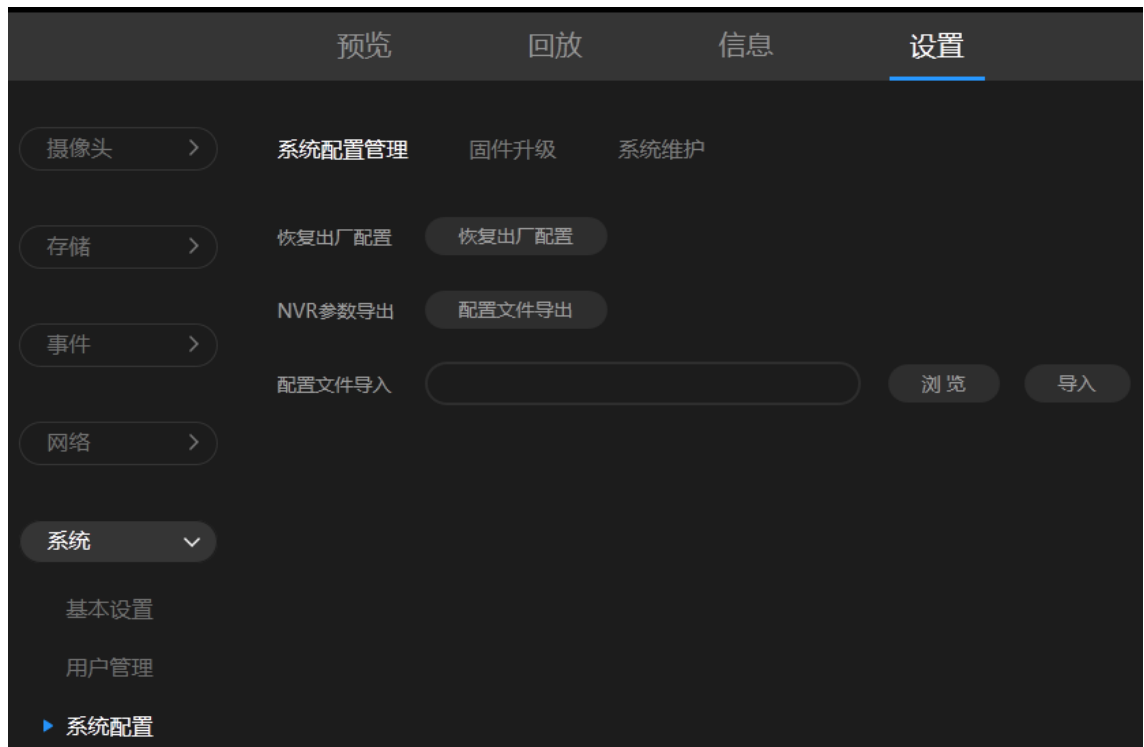 预览 回放 信息 设置
摄像头 系统配置管理 固件升级 系统维护
存储 恢复出厂配置 恢复出厂配置
NVR参数导出 配置文件导出
事件
配置文件导入 浏览 导入
网络
系统
基本设置
用户管理
系统配置